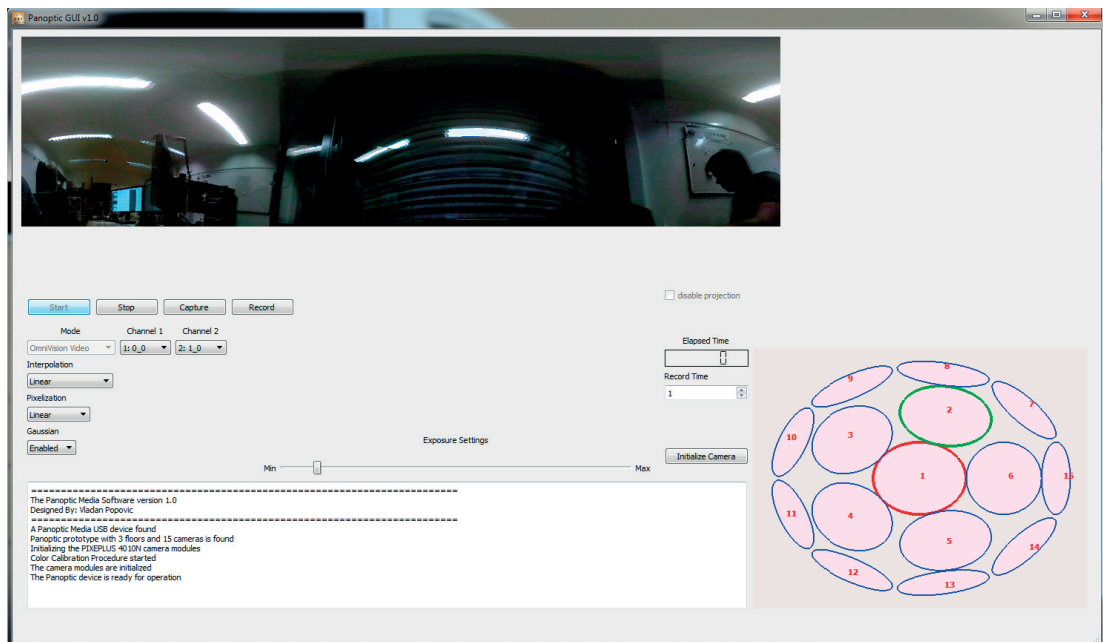 Panoptic GUI v1.0
Start Stop Capture Record
disable projection
Mode Channel 1 Channel 2
OmniVision Video 1: 0_0 2: 1_0
Interpolation
Linear
Pixelization
Linear
Gaussian
Enabled
Elapsed Time
0
Record Time
1
Exposure Settings
Min Max
Initialize Camera
========================================================================
The Panoptic Media Software version 1.0
Designed By: Vladan Popovic
========================================================================
A Panoptic Media USB device found
Panoptic prototype with 3 floors and 15 cameras is found
Initializing the PIXEPLUS 4010N camera modules
Color Calibration Procedure started
The camera modules are initialized
The Panoptic device is ready for operation
8
9
7
2
3
10
1
6
15
11
4
5
14
12
13